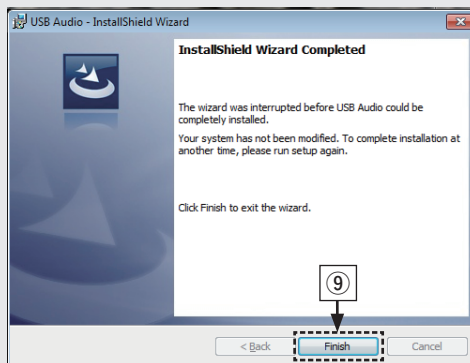 USB Audio - InstallShield Wizard
InstallShield Wizard Completed
The wizard was interrupted before USB Audio could be
completely installed.
Your system has not been modified. To complete installation at
another time, please run setup again.
Click Finish to exit the wizard.
⑨
< Back Finish Cancel